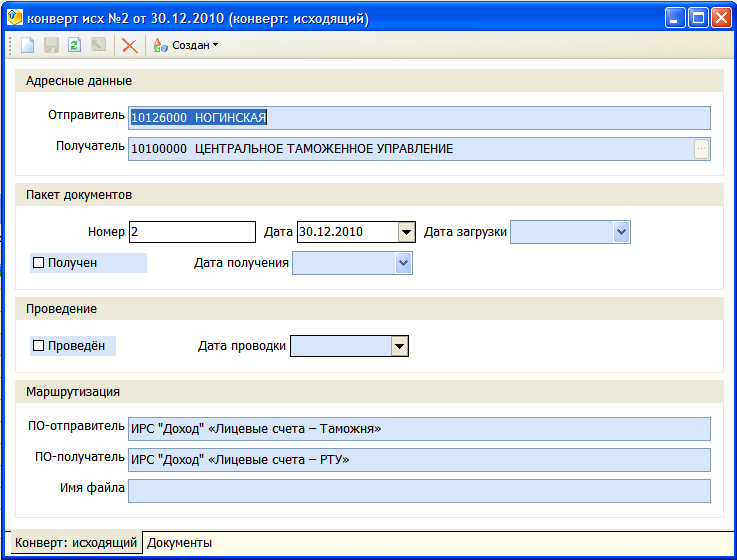 конверт исх №2 от 30.12.2010 (конверт: исходящий)
Создан
Адресные данные
Отправитель 10126000 НОГИНСКАЯ
Получатель 10100000 ЦЕНТРАЛЬНОЕ ТАМОЖЕННОЕ УПРАВЛЕНИЕ ...
Пакет документов
Номер 2 Дата 30.12.2010 Дата загрузки
Получен Дата получения
Проведение
Проведён Дата проводки
Маршрутизация
ПО-отправитель ИРС "Доход" «Лицевые счета – Таможня»
ПО-получатель ИРС "Доход" «Лицевые счета – РТУ»
Имя файла
Конверт: исходящий Документы